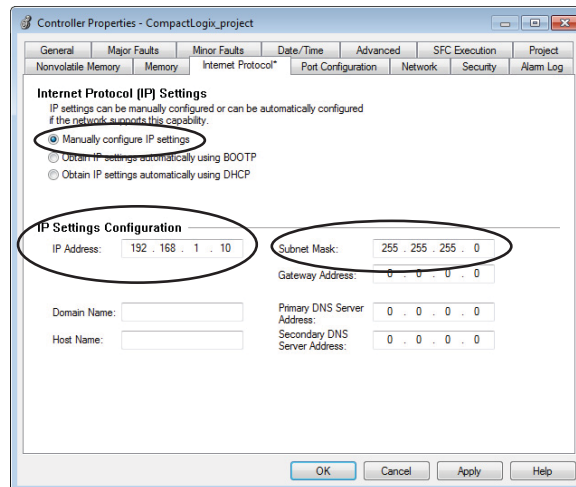 Controller Properties - CompactLogix_project
General Major Faults Minor Faults Date/Time Advanced SFC Execution Project
Nonvolatile Memory Memory Internet Protocol* Port Configuration Network Security Alarm Log
Internet Protocol (IP) Settings
IP settings can be manually configured or can be automatically configured
if the network supports this capability.
Manually configure IP settings
Obtain IP settings automatically using BOOTP
Obtain IP settings automatically using DHCP
IP Settings Configuration
IP Address: 192 . 168 . 1 . 10 Subnet Mask: 255 . 255 . 255 . 0
Gateway Address: 0 . 0 . 0 . 0
Domain Name: Primary DNS Server Address: 0 . 0 . 0 . 0
Host Name: Secondary DNS Server Address: 0 . 0 . 0 . 0
OK Cancel Apply Help